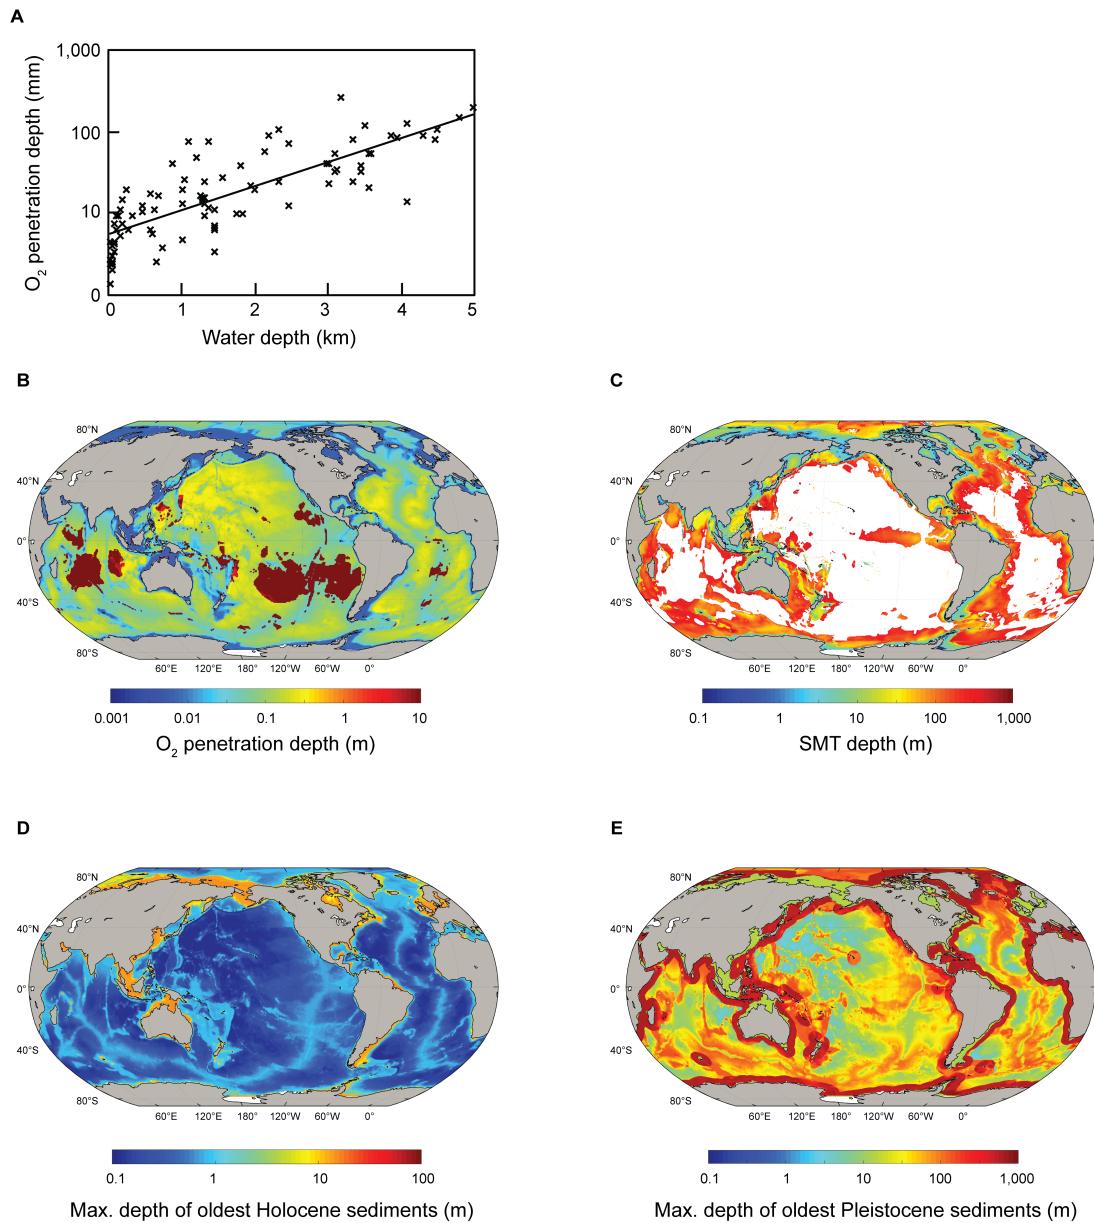 A
1,000
100
10
0
O2 penetration depth (mm)
0 1 2 3 4 5
Water depth (km)
B
80°N
40°N
0°
40°S
80°S
60°E 120°E 180° 120°W 60°W 0°
0.001 0.01 0.1 1 10
O2 penetration depth (m)
C
80°N
40°N
0°
40°S
80°S
60°E 120°E 180° 120°W 60°W 0°
0.1 1 10 100 1,000
SMT depth (m)
D
80°N
40°N
0°
40°S
80°S
60°E 120°E 180° 120°W 60°W 0°
0.1 1 10 100
Max. depth of oldest Holocene sediments (m)
E
80°N
40°N
0°
40°S
80°S
60°E 120°E 180° 120°W 60°W 0°
0.1 1 10 100 1,000
Max. depth of oldest Pleistocene sediments (m)